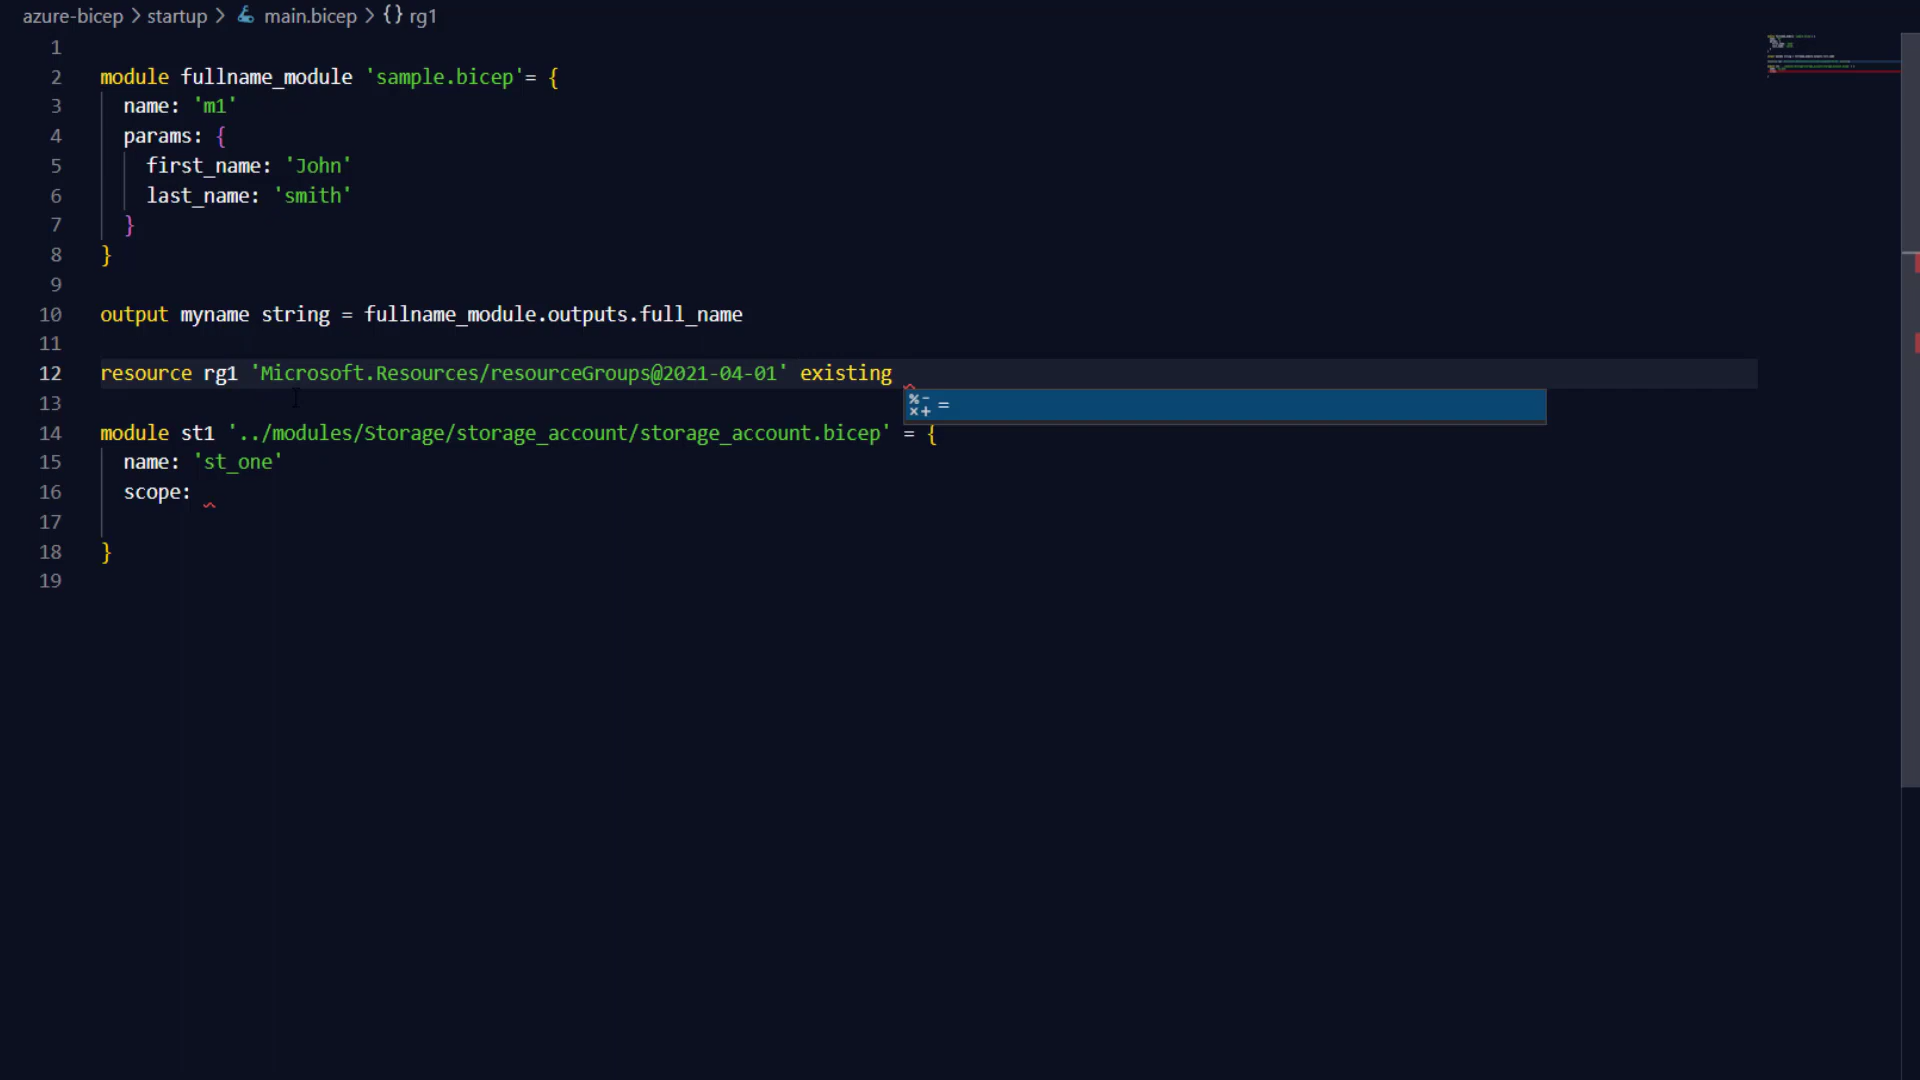 azure-bicep > startup > main.bicep > {} rg1
1
2 module fullname_module 'sample.bicep'= {
3 name: 'm1'
4 params: {
5 first_name: 'John'
6 last_name: 'smith'
7 }
8 }
9
10 output myname string = fullname_module.outputs.full_name
11
12 resource rg1 'Microsoft.Resources/resourceGroups@2021-04-01' existing
13 =
14 module st1 '../modules/Storage/storage_account/storage_account.bicep' = {
15 name: 'st_one'
16 scope:
17
18 }
19